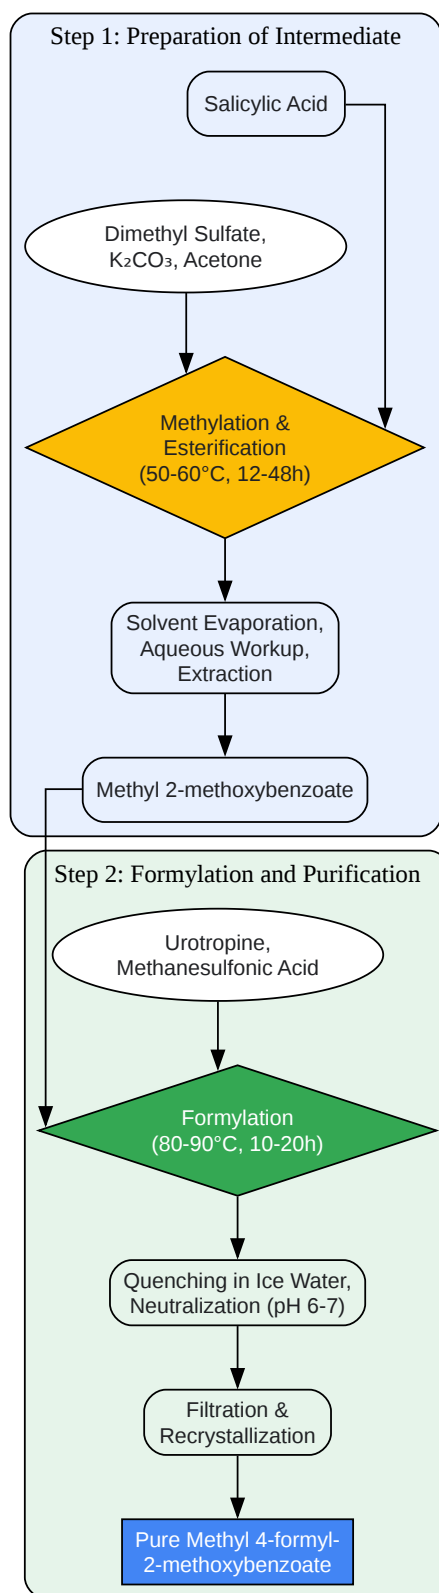 Step 1: Preparation of Intermediate
Salicylic Acid
Dimethyl Sulfate,
K₂CO₃, Acetone
Methylation &
Esterification
(50-60°C, 12-48h)
Solvent Evaporation,
Aqueous Workup,
Extraction
Methyl 2-methoxybenzoate
Step 2: Formylation and Purification
Urotropine,
Methanesulfonic Acid
Formylation
(80-90°C, 10-20h)
Quenching in Ice Water,
Neutralization (pH 6-7)
Filtration &
Recrystallization
Pure Methyl 4-formyl-
2-methoxybenzoate